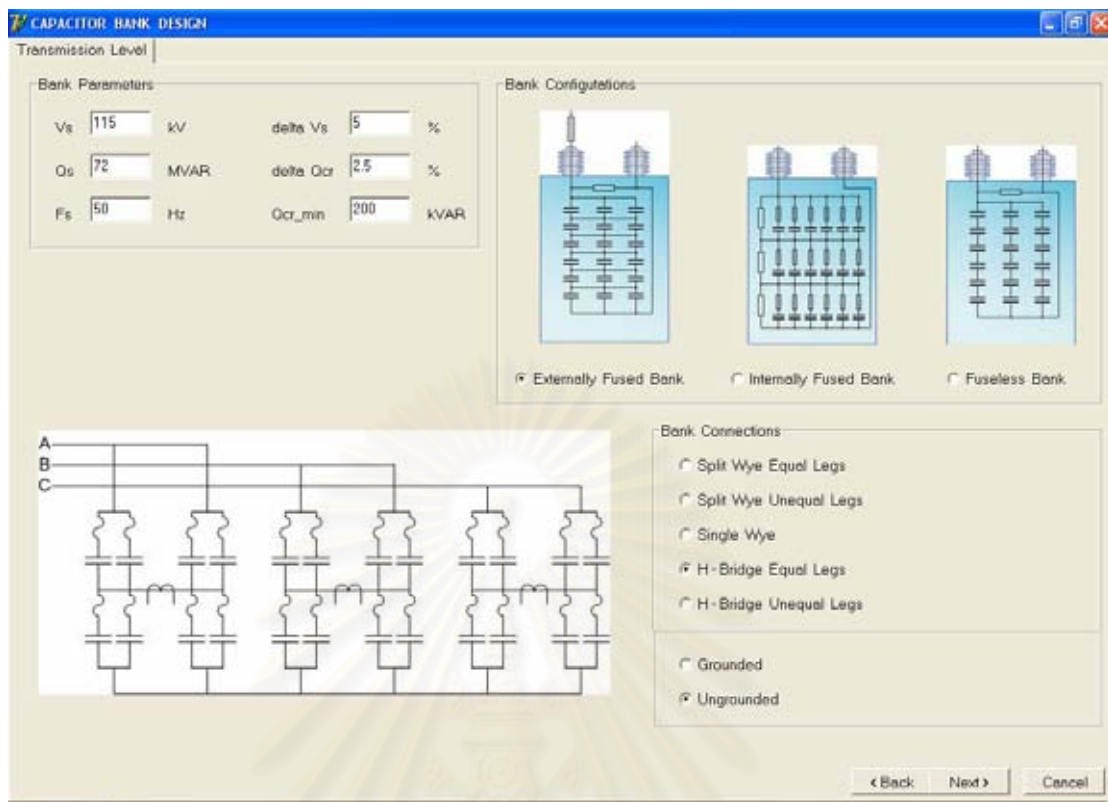 CAPACITOR BANK DESIGN
Transmission Level
Bank Parameters
Vs 115 kV delta Vs 5 %
Qs 72 MVAR delta Qcr 2.5 %
Fs 50 Hz Qcr_min 200 kVAR
Bank Configutations
Externally Fused Bank Internally Fused Bank Fuseless Bank
A
B
C
Bank Connections
Split Wye Equal Legs
Split Wye Unequal Legs
Single Wye
H-Bridge Equal Legs
H-Bridge Unequal Legs
Grounded
Ungrounded
< Back Next > Cancel